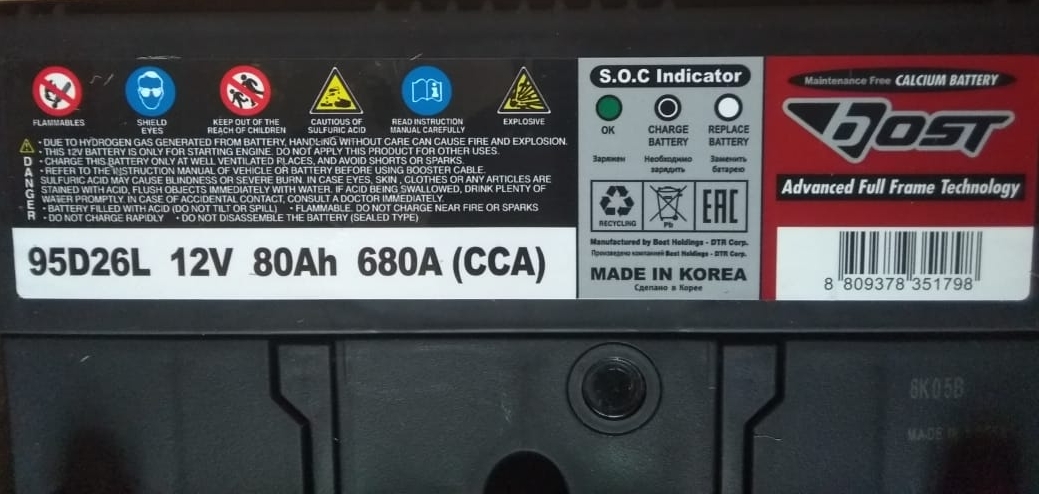 FLAMMABLES
SHIELD
EYES
KEEP OUT OF THE
REACH OF CHILDREN
CAUTIOUS OF
SULFURIC ACID
READ INSTRUCTION
MANUAL CAREFULLY
EXPLOSIVE
DANGER
• DUE TO HYDROGEN GAS GENERATED FROM BATTERY, HANDLING WITHOUT CARE CAN CAUSE FIRE AND EXPLOSION.
• THIS 12V BATTERY IS ONLY FOR STARTING ENGINE. DO NOT APPLY THIS PRODUCT FOR OTHER USES.
• CHARGE THIS BATTERY ONLY AT WELL VENTILATED PLACES, AND AVOID SHORTS OR SPARKS.
• REFER TO THE INSTRUCTION MANUAL OF VEHICLE OR BATTERY BEFORE USING BOOSTER CABLE.
SULFURIC ACID MAY CAUSE BLINDNESS OR SEVERE BURN. IN CASE EYES, SKIN, CLOTHES OR ANY ARTICLES ARE
STAINED WITH ACID, FLUSH OBJECTS IMMEDIATELY WITH WATER. IF ACID BEING SWALLOWED, DRINK PLENTY OF
WATER PROMPTLY. IN CASE OF ACCIDENTAL CONTACT, CONSULT A DOCTOR IMMEDIATELY.
• BATTERY FILLED WITH ACID (DO NOT TILT OR SPILL) • FLAMMABLE. DO NOT CHARGE NEAR FIRE OR SPARKS
• DO NOT CHARGE RAPIDLY • DO NOT DISASSEMBLE THE BATTERY (SEALED TYPE)
95D26L 12V 80Ah 680A (CCA)
S.O.C Indicator
OK
CHARGE
BATTERY
REPLACE
BATTERY
Заряжен
Необходимо
зарядить
Заменить
батарею
RECYCLING
Pb
EAC
Manufactured by Bost Holdings - DTR Corp.
Произведено компанией Bost Holdings - DTR Corp.
MADE IN KOREA
Сделано в Корее
Maintenance Free CALCIUM BATTERY
BOST
Advanced Full Frame Technology
8 809378 351798
8K05B
MADE IN